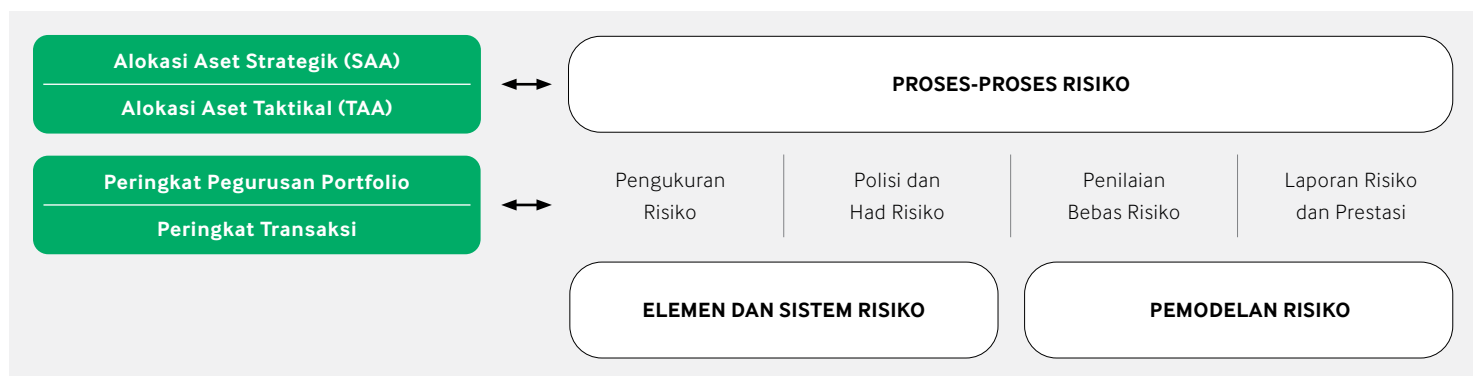 Alokasi Aset Strategik (SAA)
Alokasi Aset Taktikal (TAA)
PROSES-PROSES RISIKO
Peringkat Pegurusan Portfolio
Peringkat Transaksi
Pengukuran
Risiko
Polisi dan
Had Risiko
Penilaian
Bebas Risiko
Laporan Risiko
dan Prestasi
ELEMEN DAN SISTEM RISIKO
PEMODELAN RISIKO